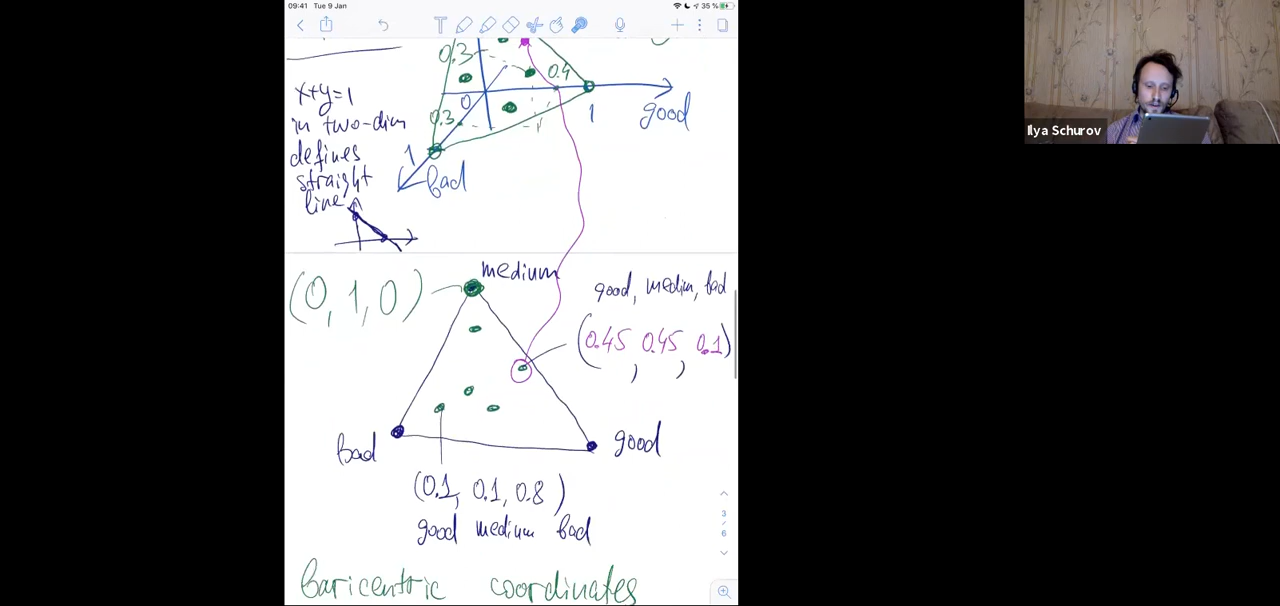 09:41 Tue 9 Jan
35 %
Ilya Schurov
0.3
0.4
x+y=1
0
1
good
in two-dim
0.3
defines
1
straight
bad
line
medium
(0, 1, 0)
good, medium, bad
(0.45, 0.45, 0.1)
bad
good
(0.1, 0.1, 0.8)
good medium bad
3
/
6
Baricentric coordinates